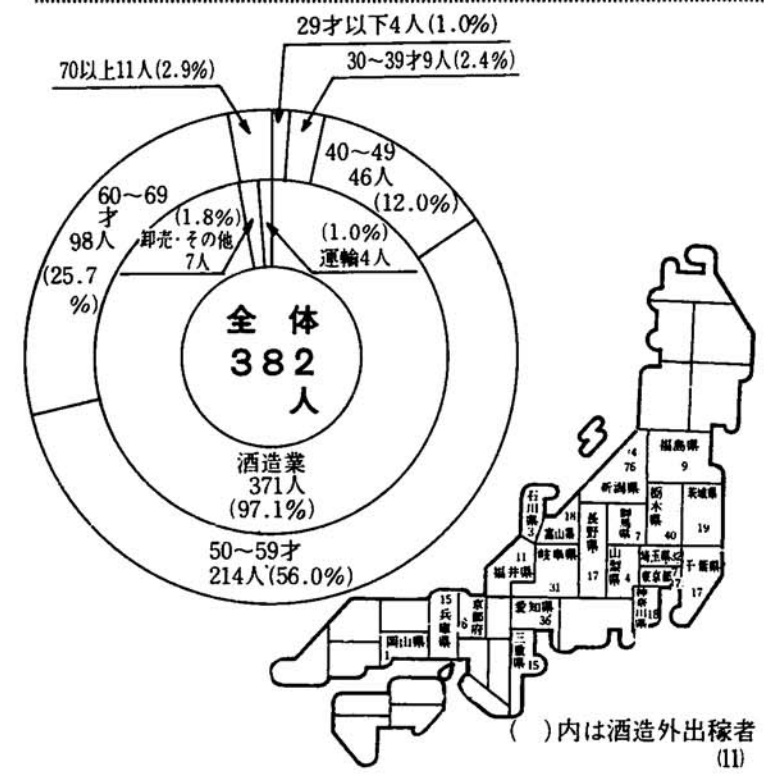 29才以下4人(1.0%)
70以上11人(2.9%)
30〜39才9人(2.4%)
40〜49
46人
(12.0%)
60〜69
才
98人
(25.7
%)
(1.8%)
卸売・その他
7人
(1.0%)
運輸4人
全 体
382
人
酒造業
371人
(97.1%)
50〜59才
214人(56.0%)
福島県
9
76
新潟県
栃木県
40
茨城県
19
石川県
3
18
富山県
長野県
17
群馬県
7
埼玉県
32
11
福井県
岐阜県
31
山梨県
4
東京都
千葉県
17
神奈川県
18
15
兵庫県
京都府
6
愛知県
36
岡山県
1
三重県
15
( )内は酒造外出稼者
(11)